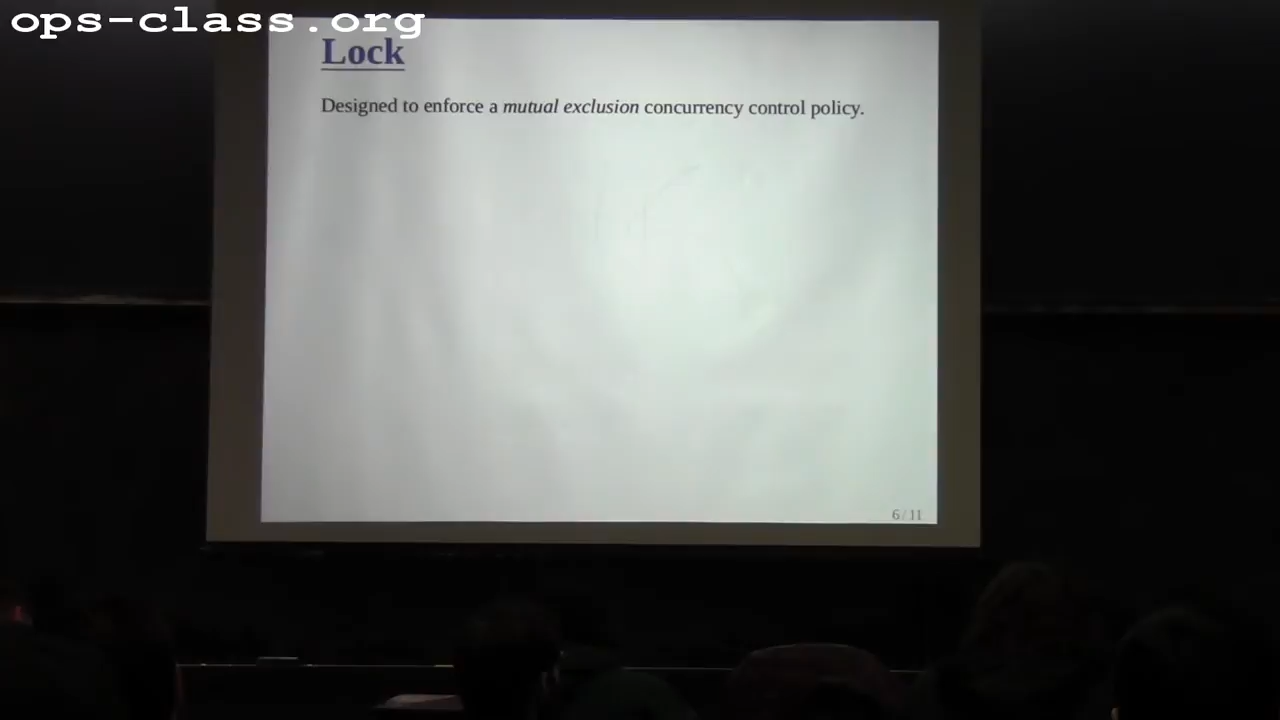 ops-class.org
Lock
Designed to enforce a mutual exclusion concurrency control policy.
6/11